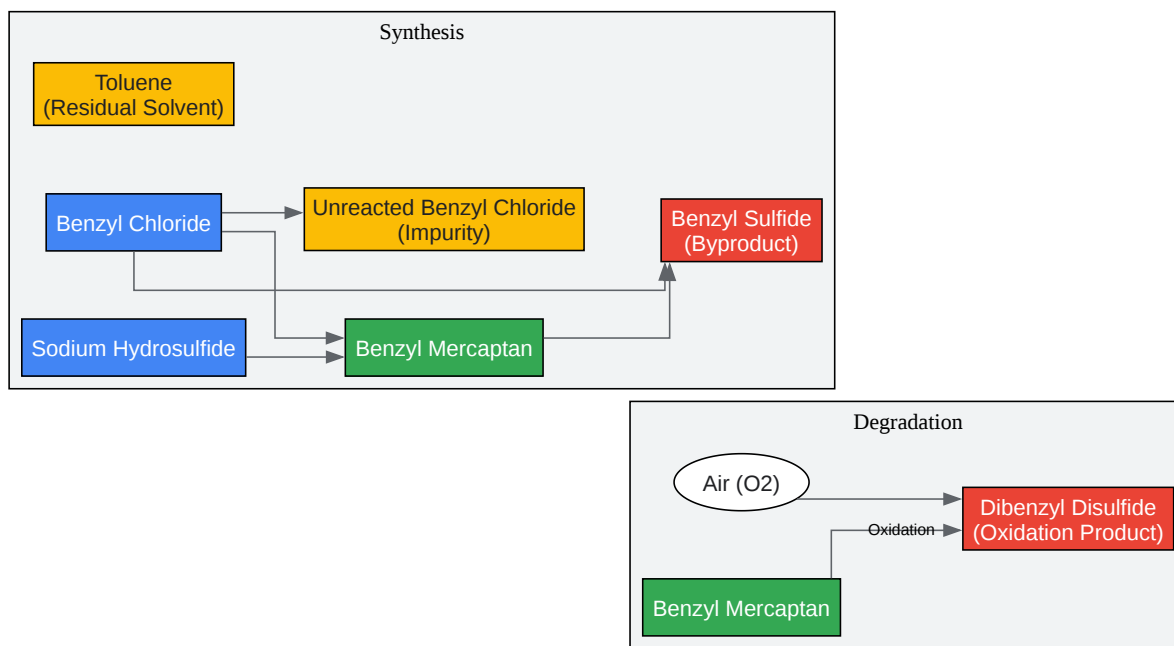 Synthesis
Toluene
(Residual Solvent)
Benzyl Chloride
Unreacted Benzyl Chloride
(Impurity)
Benzyl Sulfide
(Byproduct)
Sodium Hydrosulfide
Benzyl Mercaptan
Degradation
Air (O2)
Dibenzyl Disulfide
(Oxidation Product)
Oxidation
Benzyl Mercaptan